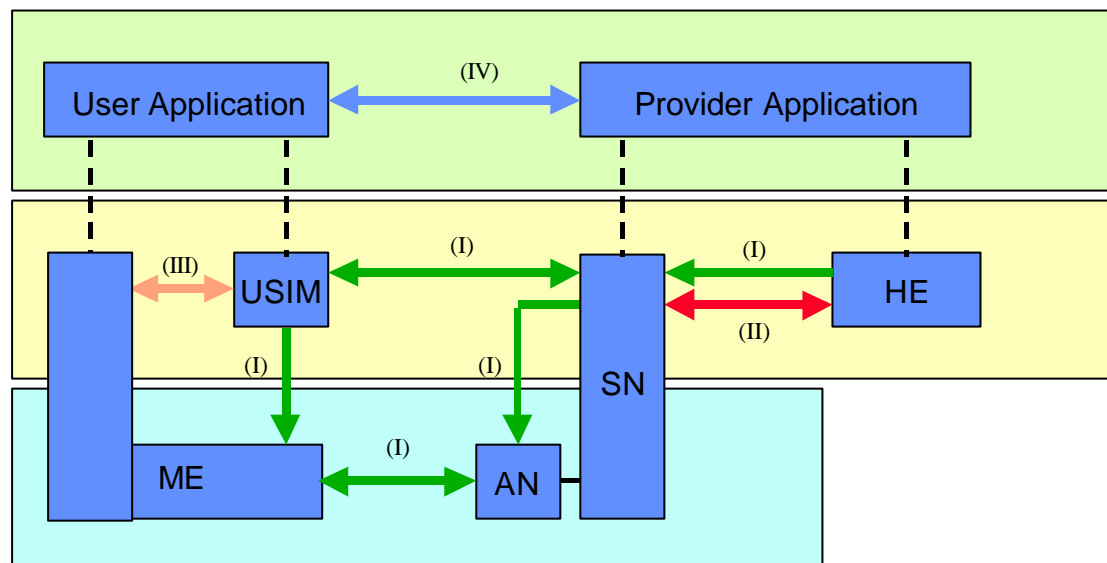 (IV)
User Application
Provider Application
(I)
(I)
(III)
USIM
HE
(II)
(I)
(I)
SN
(I)
ME
AN